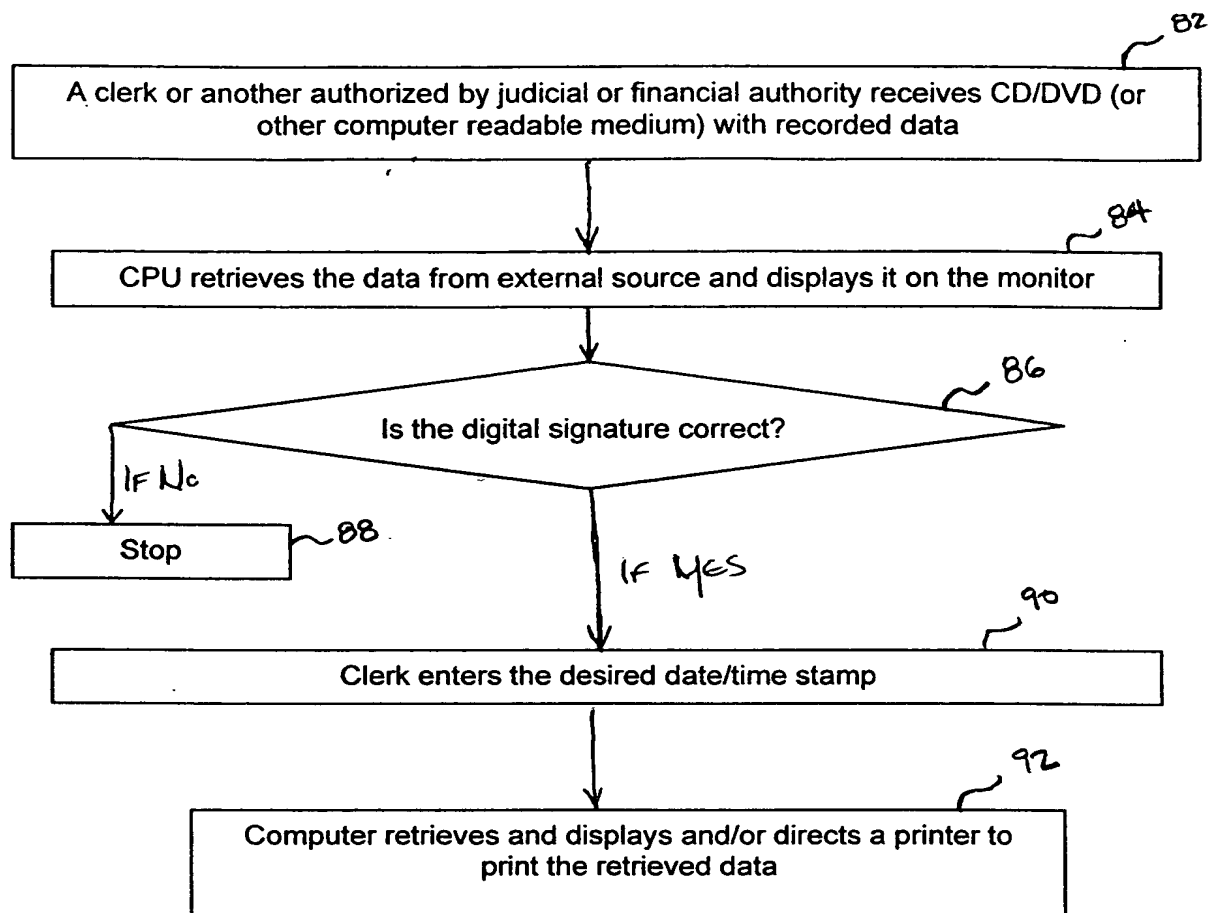 82
A clerk or another authorized by judicial or financial authority receives CD/DVD (or
other computer readable medium) with recorded data
84
CPU retrieves the data from external source and displays it on the monitor
86
Is the digital signature correct?
IF No
Stop
88
IF YES
90
Clerk enters the desired date/time stamp
92
Computer retrieves and displays and/or directs a printer to
print the retrieved data